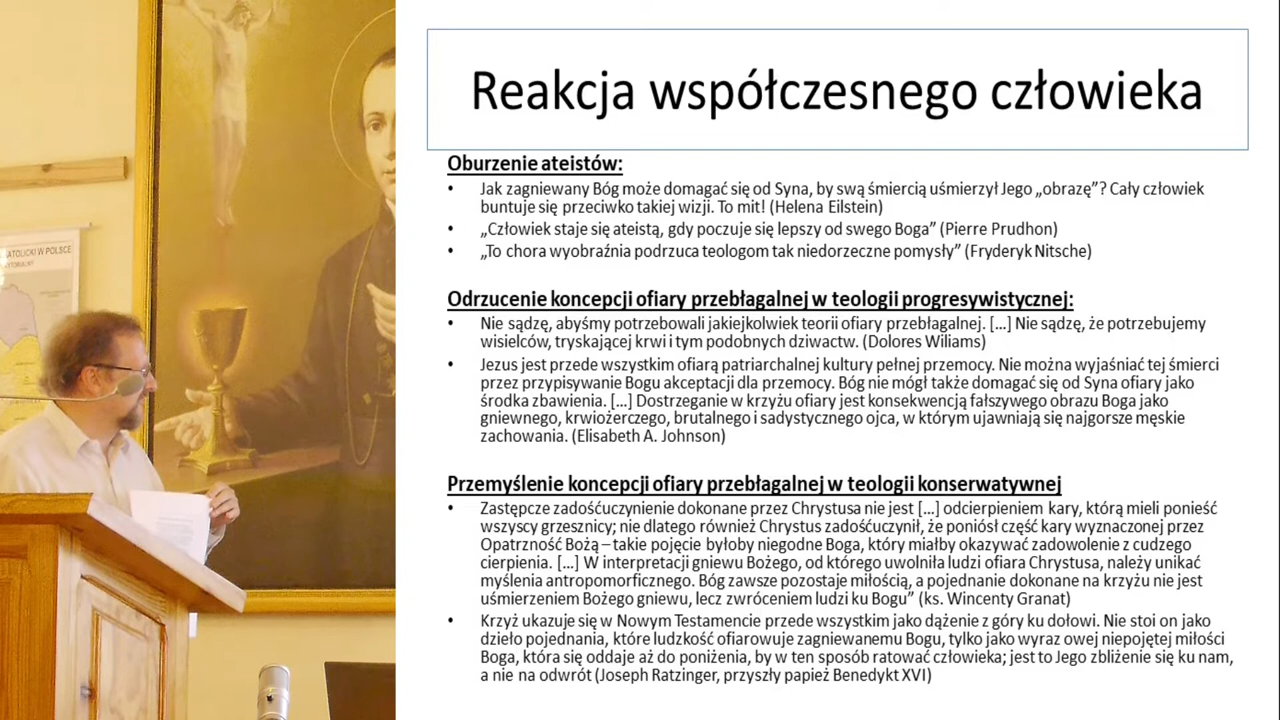 Reakcja współczesnego człowieka
Oburzenie ateistów:
• Jak zagniewany Bóg może domagać się od Syna, by swą śmiercią uśmierzył Jego „obrazę”? Cały człowiek
buntuje się przeciwko takiej wizji. To mit! (Helena Eilstein)
• „Człowiek staje się ateistą, gdy poczuje się lepszy od swego Boga” (Pierre Prudhon)
• „To chora wyobraźnia podrzuca teologom tak niedorzeczne pomysły” (Fryderyk Nitsche)
Odrzucenie koncepcji ofiary przebłagalnej w teologii progresywistycznej:
• Nie sądzę, abyśmy potrzebowali jakiejkolwiek teorii ofiary przebłagalnej. […] Nie sądzę, że potrzebujemy
wisielców, tryskającej krwi i tym podobnych dziwactw. (Dolores Wiliams)
• Jezus jest przede wszystkim ofiarą patriarchalnej kultury pełnej przemocy. Nie można wyjaśniać tej śmierci
przez przypisywanie Bogu akceptacji dla przemocy. Bóg nie mógł także domagać się od Syna ofiary jako
środka zbawienia. […] Dostrzeganie w krzyżu ofiary jest konsekwencją fałszywego obrazu Boga jako
gniewnego, krwiożerczego, brutalnego i sadystycznego ojca, w którym ujawniają się najgorsze męskie
zachowania. (Elisabeth A. Johnson)
Przemyślenie koncepcji ofiary przebłagalnej w teologii konserwatywnej
• Zastępcze zadośćuczynienie dokonane przez Chrystusa nie jest […] odcierpieniem kary, którą mieli ponieść
wszyscy grzesznicy; nie dlatego również Chrystus zadośćuczynił, że poniósł część kary wyznaczonej przez
Opatrzność Bożą – takie pojęcie byłoby niegodne Boga, który miałby okazywać zadowolenie z cudzego
cierpienia. […] W interpretacji gniewu Bożego, od którego uwolniła ludzi ofiara Chrystusa, należy unikać
myślenia antropomorficznego. Bóg zawsze pozostaje miłością, a pojednanie dokonane na krzyżu nie jest
uśmierzeniem Bożego gniewu, lecz zwróceniem ludzi ku Bogu” (ks. Wincenty Granat)
• Krzyż ukazuje się w Nowym Testamencie przede wszystkim jako dążenie z góry ku dołowi. Nie stoi on jako
dzieło pojednania, które ludzkość ofiarowuje zagniewanemu Bogu, tylko jako wyraz owej niepojętej miłości
Boga, która się oddaje aż do poniżenia, by w ten sposób ratować człowieka; jest to Jego zbliżenie się ku nam,
a nie na odwrót (Joseph Ratzinger, przyszły papież Benedykt XVI)
ATOLICKI W POLSCE